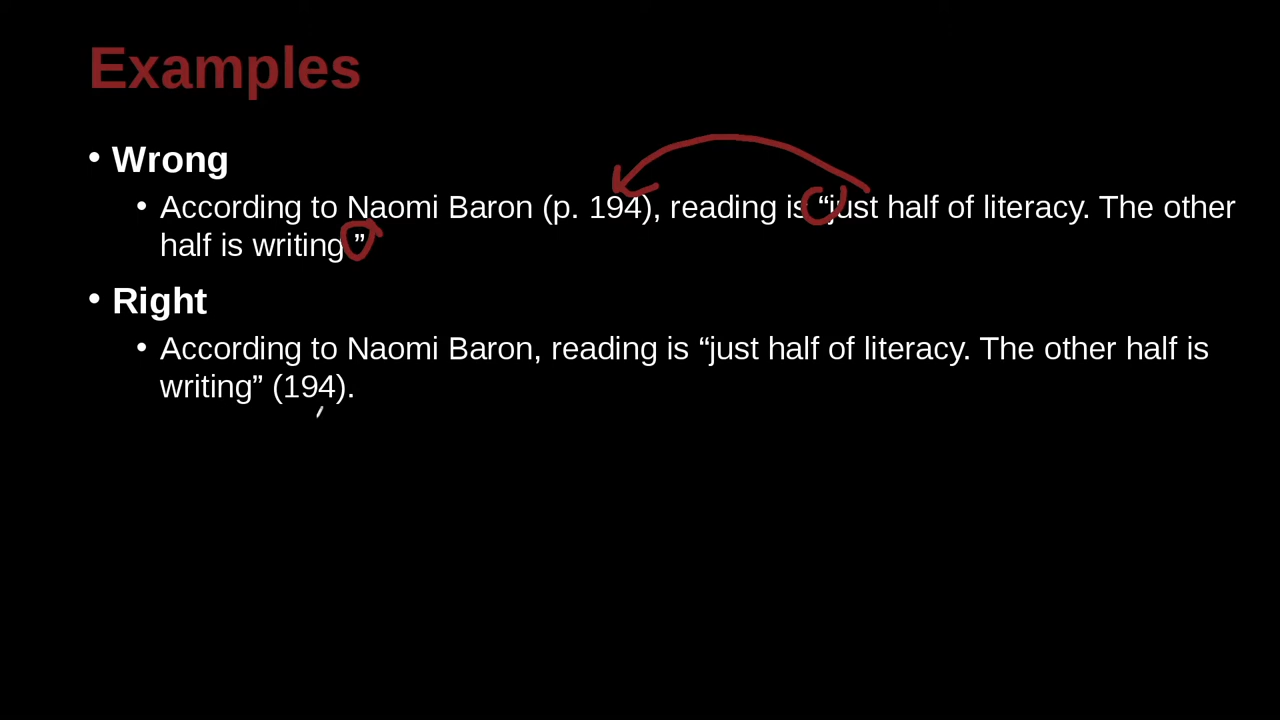 Examples
• Wrong
• According to Naomi Baron (p. 194), reading is “just half of literacy. The other
half is writing ”
• Right
• According to Naomi Baron, reading is “just half of literacy. The other half is
writing” (194).